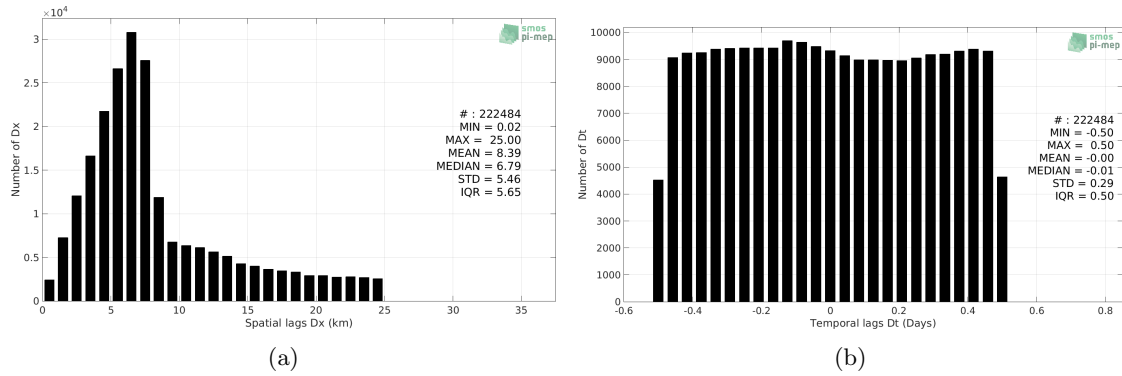 ×10⁴
3
2.5
2
1.5
1
0.5
0
Number of Dx
0 5 10 15 20 25 30 35
Spatial lags Dx (km)
smos
pi-mep
# : 222484
MIN = 0.02
MAX = 25.00
MEAN = 8.39
MEDIAN = 6.79
STD = 5.46
IQR = 5.65
(a)
10000
9000
8000
7000
6000
5000
4000
3000
2000
1000
0
Number of Dt
-0.6 -0.4 -0.2 0 0.2 0.4 0.6 0.8
Temporal lags Dt (Days)
smos
pi-mep
# : 222484
MIN = -0.50
MAX = 0.50
MEAN = -0.00
MEDIAN = -0.01
STD = 0.29
IQR = 0.50
(b)